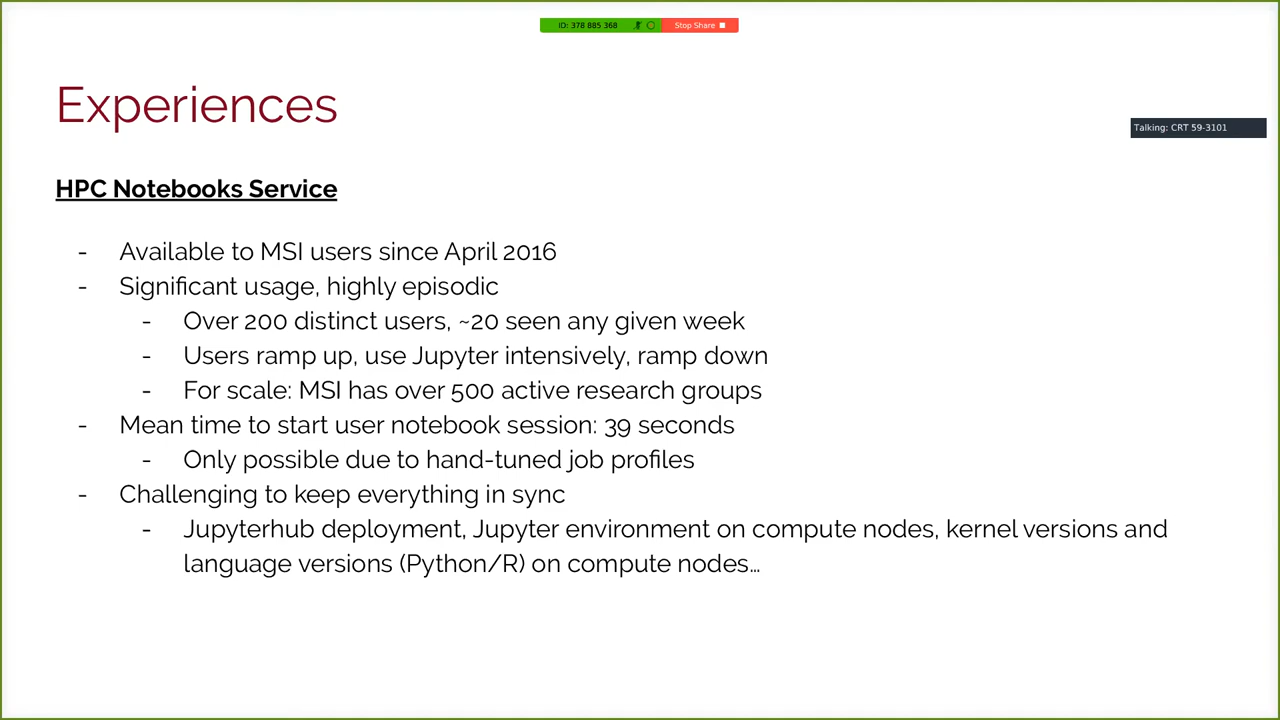 ID: 378 885 368 Stop Share
Experiences
Talking: CRT 59-3101
HPC Notebooks Service
- Available to MSI users since April 2016
- Significant usage, highly episodic
- Over 200 distinct users, ~20 seen any given week
- Users ramp up, use Jupyter intensively, ramp down
- For scale: MSI has over 500 active research groups
- Mean time to start user notebook session: 39 seconds
- Only possible due to hand-tuned job profiles
- Challenging to keep everything in sync
- Jupyterhub deployment, Jupyter environment on compute nodes, kernel versions and
language versions (Python/R) on compute nodes…